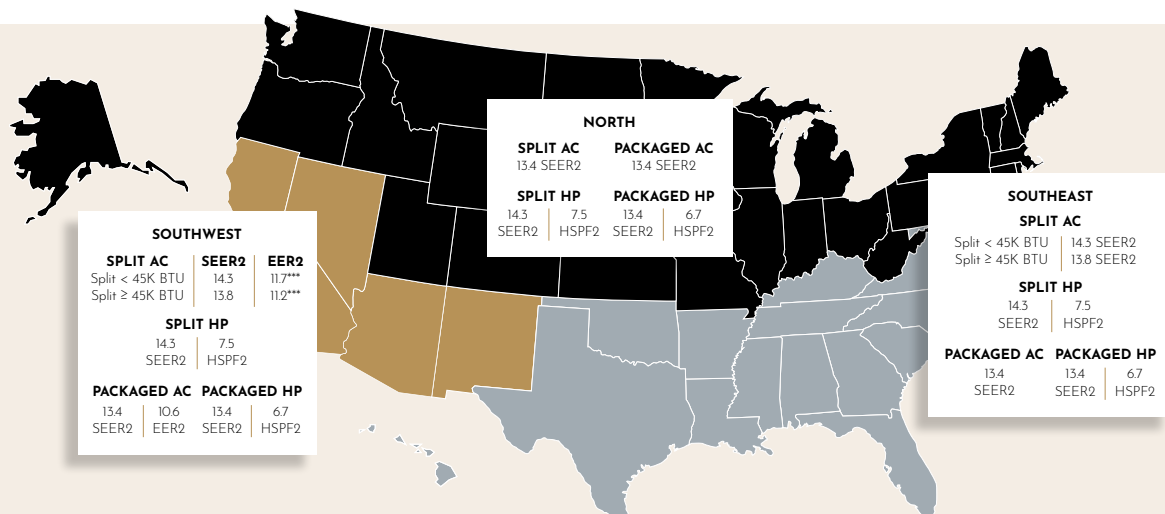 NORTH
SPLIT AC PACKAGED AC
13.4 SEER2 13.4 SEER2
SPLIT HP PACKAGED HP
14.3 7.5 13.4 6.7
SEER2 HSPF2 SEER2 HSPF2
SOUTHWEST
SPLIT AC SEER2 EER2
Split < 45K BTU 14.3 11.7***
Split ≥ 45K BTU 13.8 11.2***
SPLIT HP
14.3 7.5
SEER2 HSPF2
PACKAGED AC PACKAGED HP
13.4 10.6 13.4 6.7
SEER2 EER2 SEER2 HSPF2
SOUTHEAST
SPLIT AC
Split < 45K BTU 14.3 SEER2
Split ≥ 45K BTU 13.8 SEER2
SPLIT HP
14.3 7.5
SEER2 HSPF2
PACKAGED AC PACKAGED HP
13.4 13.4 6.7
SEER2 SEER2 HSPF2